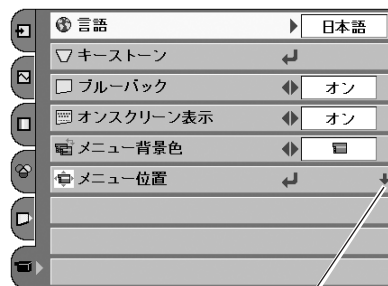 言語
日本語
キーストーン
ブルーバック
オン
オンスクリーン表示
オン
メニュー背景色
メニュー位置